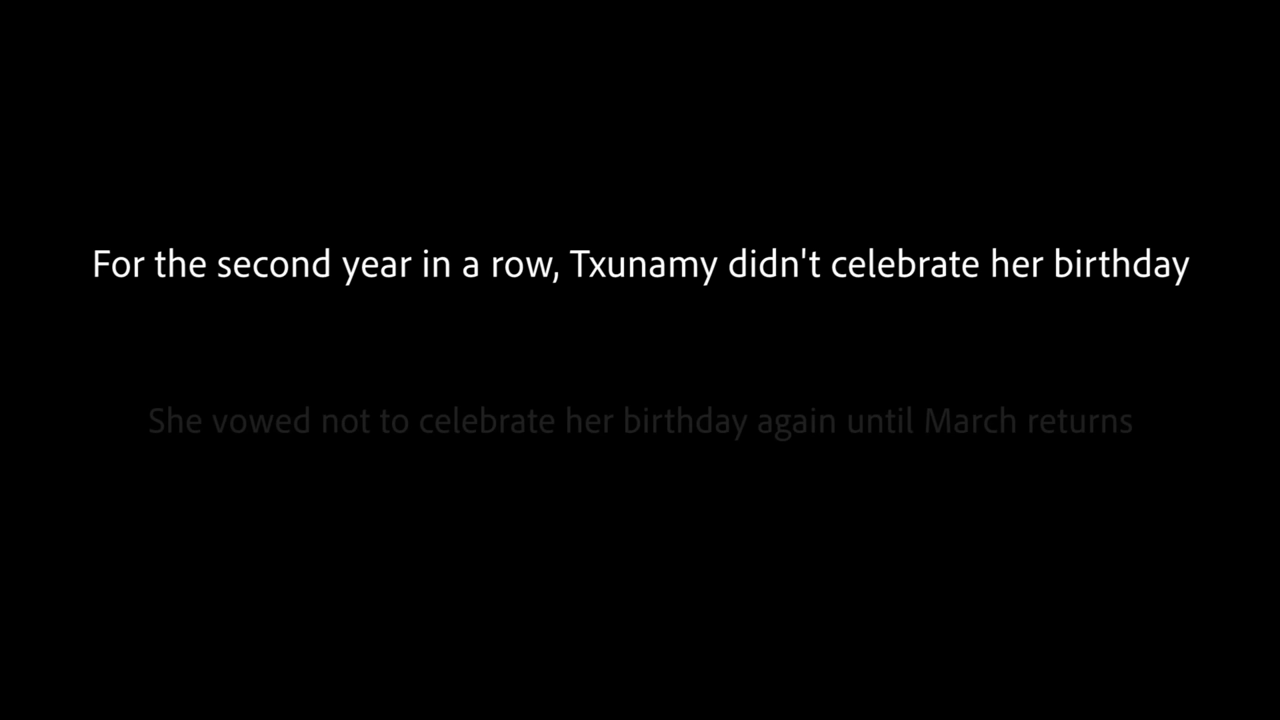 For the second year in a row, Txunamy didn't celebrate her birthday
She vowed not to celebrate her birthday again until March returns